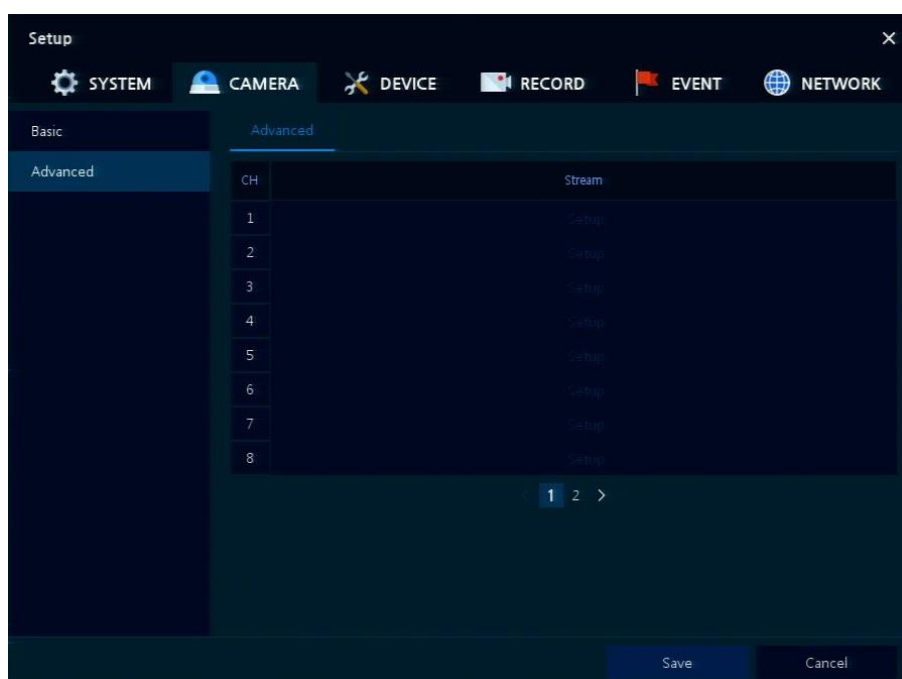 Setup
SYSTEM CAMERA DEVICE RECORD EVENT NETWORK
Basic
Advanced
Advanced
CH Stream
1 Setup
2 Setup
3 Setup
4 Setup
5 Setup
6 Setup
7 Setup
8 Setup
1 2
Save Cancel